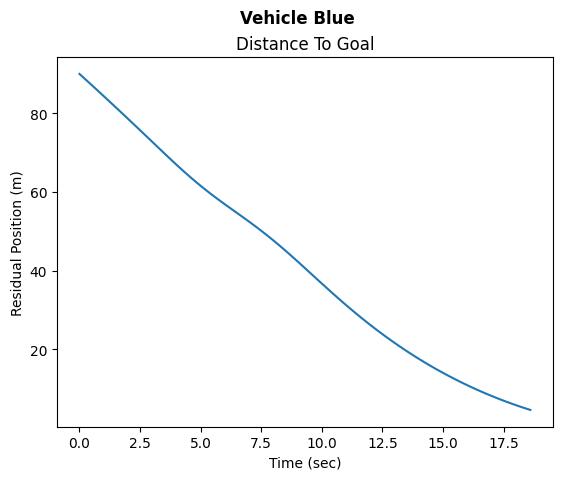 Vehicle Blue
Distance To Goal
Residual Position (m)
80
60
40
20
0.0 2.5 5.0 7.5 10.0 12.5 15.0 17.5
Time (sec)